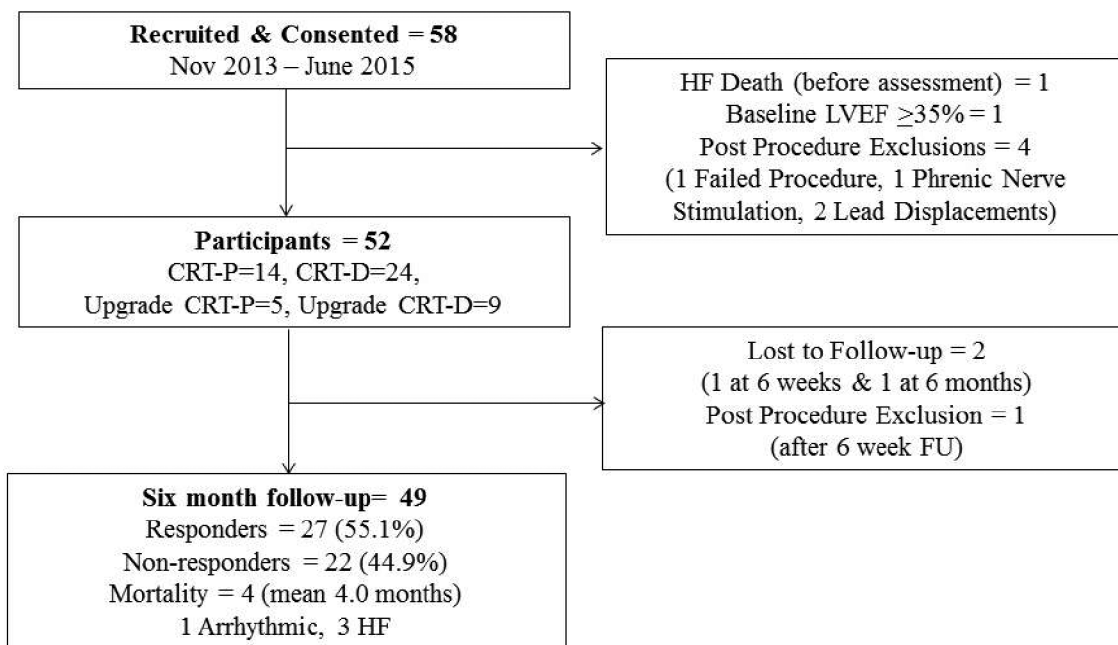 Recruited & Consented = 58
Nov 2013 – June 2015
HF Death (before assessment) = 1
Baseline LVEF ≥35% = 1
Post Procedure Exclusions = 4
(1 Failed Procedure, 1 Phrenic Nerve
Stimulation, 2 Lead Displacements)
Participants = 52
CRT-P=14, CRT-D=24,
Upgrade CRT-P=5, Upgrade CRT-D=9
Lost to Follow-up = 2
(1 at 6 weeks & 1 at 6 months)
Post Procedure Exclusion = 1
(after 6 week FU)
Six month follow-up= 49
Responders = 27 (55.1%)
Non-responders = 22 (44.9%)
Mortality = 4 (mean 4.0 months)
1 Arrhythmic, 3 HF